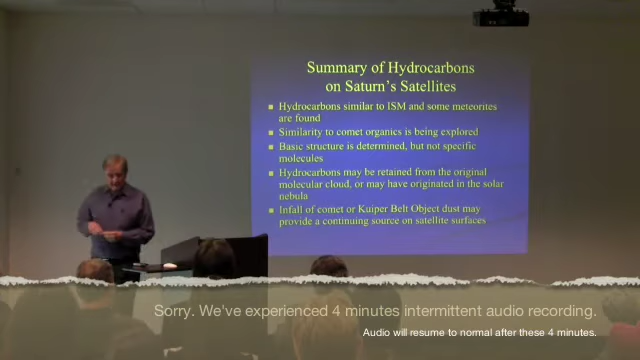 Summary of Hydrocarbons
on Saturn's Satellites
Hydrocarbons similar to ISM and some meteorites
are found
Similarity to comet organics is being explored
Basic structure is determined, but not specific
molecules
Hydrocarbons may be retained from the original
molecular cloud, or may have originated in the solar
nebula
Infall of comet or Kuiper Belt Object dust may
provide a continuing source on satellite surfaces
Sorry. We've experienced 4 minutes intermittent audio recording.
Audio will resume to normal after these 4 minutes.